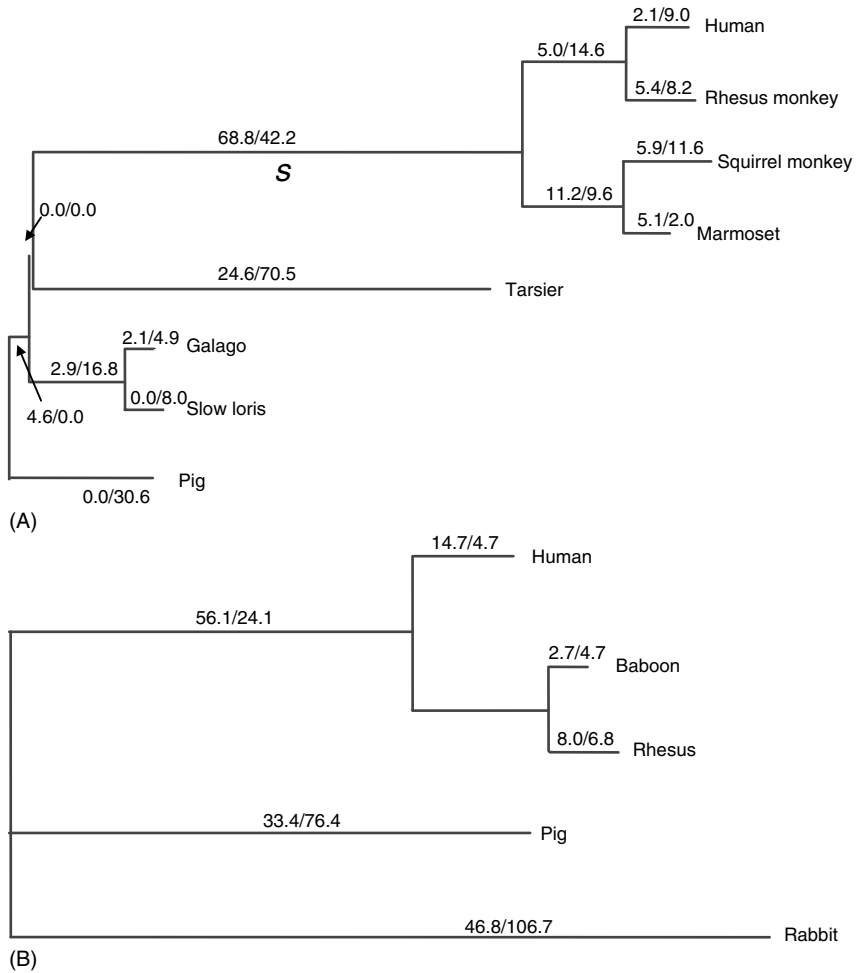 2.1/9.0
Human
5.0/14.6
5.4/8.2
Rhesus monkey
68.8/42.2
S
5.9/11.6
Squirrel monkey
11.2/9.6
5.1/2.0
Marmoset
0.0/0.0
24.6/70.5
Tarsier
2.1/4.9
Galago
2.9/16.8
0.0/8.0
Slow loris
4.6/0.0
Pig
0.0/30.6
(A)
14.7/4.7
Human
56.1/24.1
2.7/4.7
Baboon
8.0/6.8
Rhesus
33.4/76.4
Pig
46.8/106.7
Rabbit
(B)